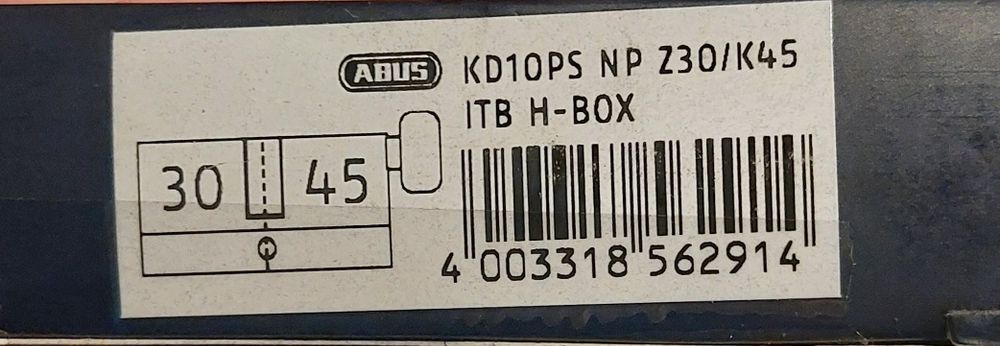 ABUS KD10PS NP Z30/K45
ITB H-BOX
30 45
4 003318 562914